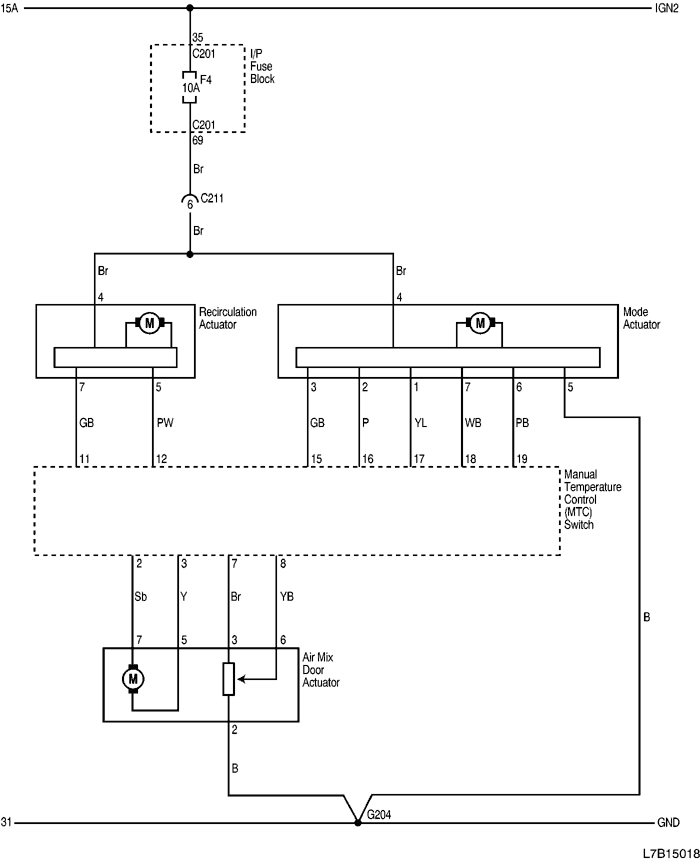 15A IGN2
35
C201
I/P
Fuse
Block
F4
10A
C201
69
Br
6 C211
Br
Br Br
4 4
Recirculation
Actuator
M
Mode
Actuator
M
7 5 3 2 1 7 6 5
GB PW GB P YL WB PB
11 12 15 16 17 18 19
Manual
Temperature
Control
(MTC)
Switch
2 3 7 8
Sb Y Br YB
B
7 5 3 6
Air Mix
Door
Actuator
M
2
B
G204
31 GND
L7B15018